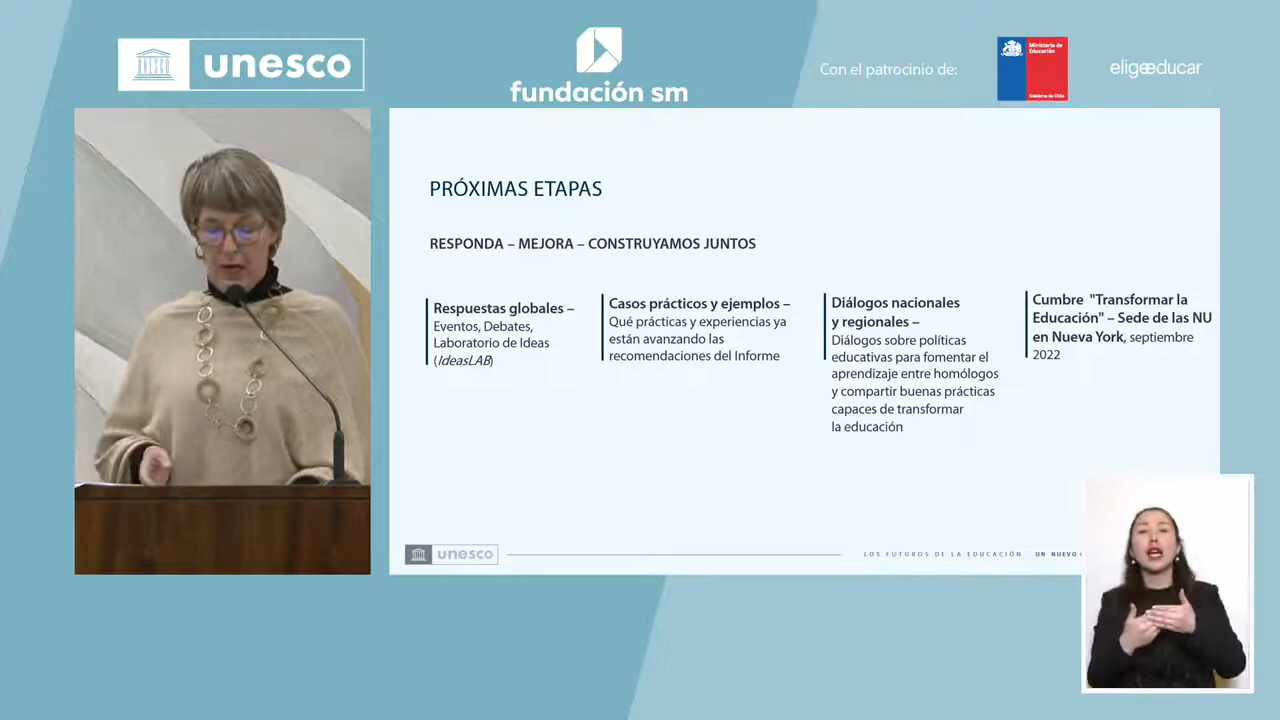 unesco
fundación sm
Con el patrocinio de:
Ministerio de
Educación
Gobierno de Chile
eligeeducar
PRÓXIMAS ETAPAS
RESPONDA – MEJORA – CONSTRUYAMOS JUNTOS
Respuestas globales –
Eventos, Debates,
Laboratorio de Ideas
(IdeasLAB)
Casos prácticos y ejemplos –
Qué prácticas y experiencias ya
están avanzando las
recomendaciones del Informe
Diálogos nacionales
y regionales –
Diálogos sobre políticas
educativas para fomentar el
aprendizaje entre homólogos
y compartir buenas prácticas
capaces de transformar
la educación
Cumbre "Transformar la
Educación" – Sede de las NU
en Nueva York, septiembre
2022
unesco
LOS FUTUROS DE LA EDUCACIÓN UN NUEVO